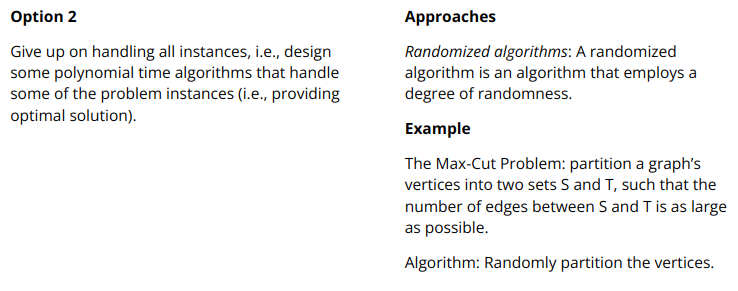 Option 2
Give up on handling all instances, i.e., design
some polynomial time algorithms that handle
some of the problem instances (i.e., providing
optimal solution).
Approaches
Randomized algorithms: A randomized
algorithm is an algorithm that employs a
degree of randomness.
Example
The Max-Cut Problem: partition a graph’s
vertices into two sets S and T, such that the
number of edges between S and T is as large
as possible.
Algorithm: Randomly partition the vertices.